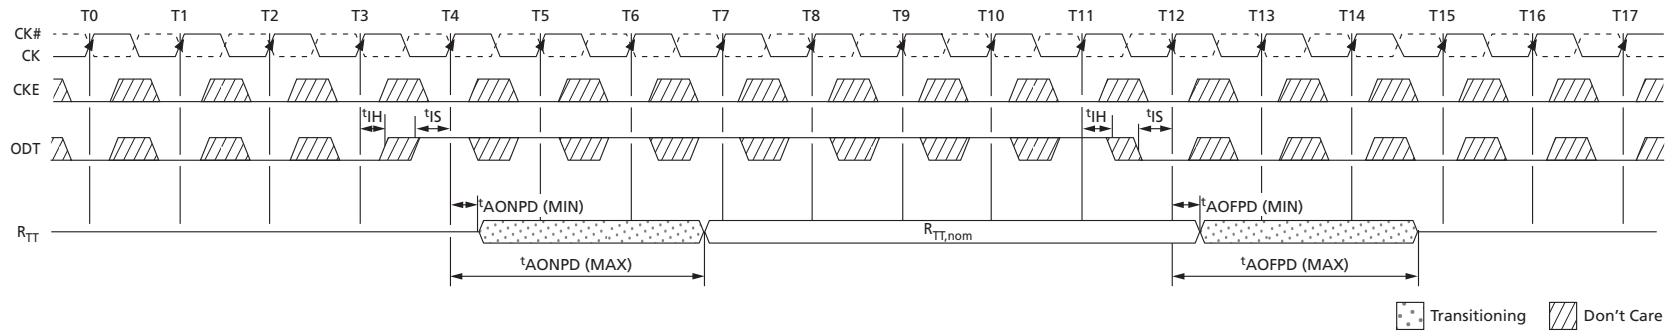 T0 T1 T2 T3 T4 T5 T6 T7 T8 T9 T10 T11 T12 T13 T14 T15 T16 T17
CK#
CK
CKE
tIH tIS tIH tIS
ODT
tAONPD (MIN) tAOFPD (MIN)
RTT RTT,nom
tAONPD (MAX) tAOFPD (MAX)
Transitioning Don't Care